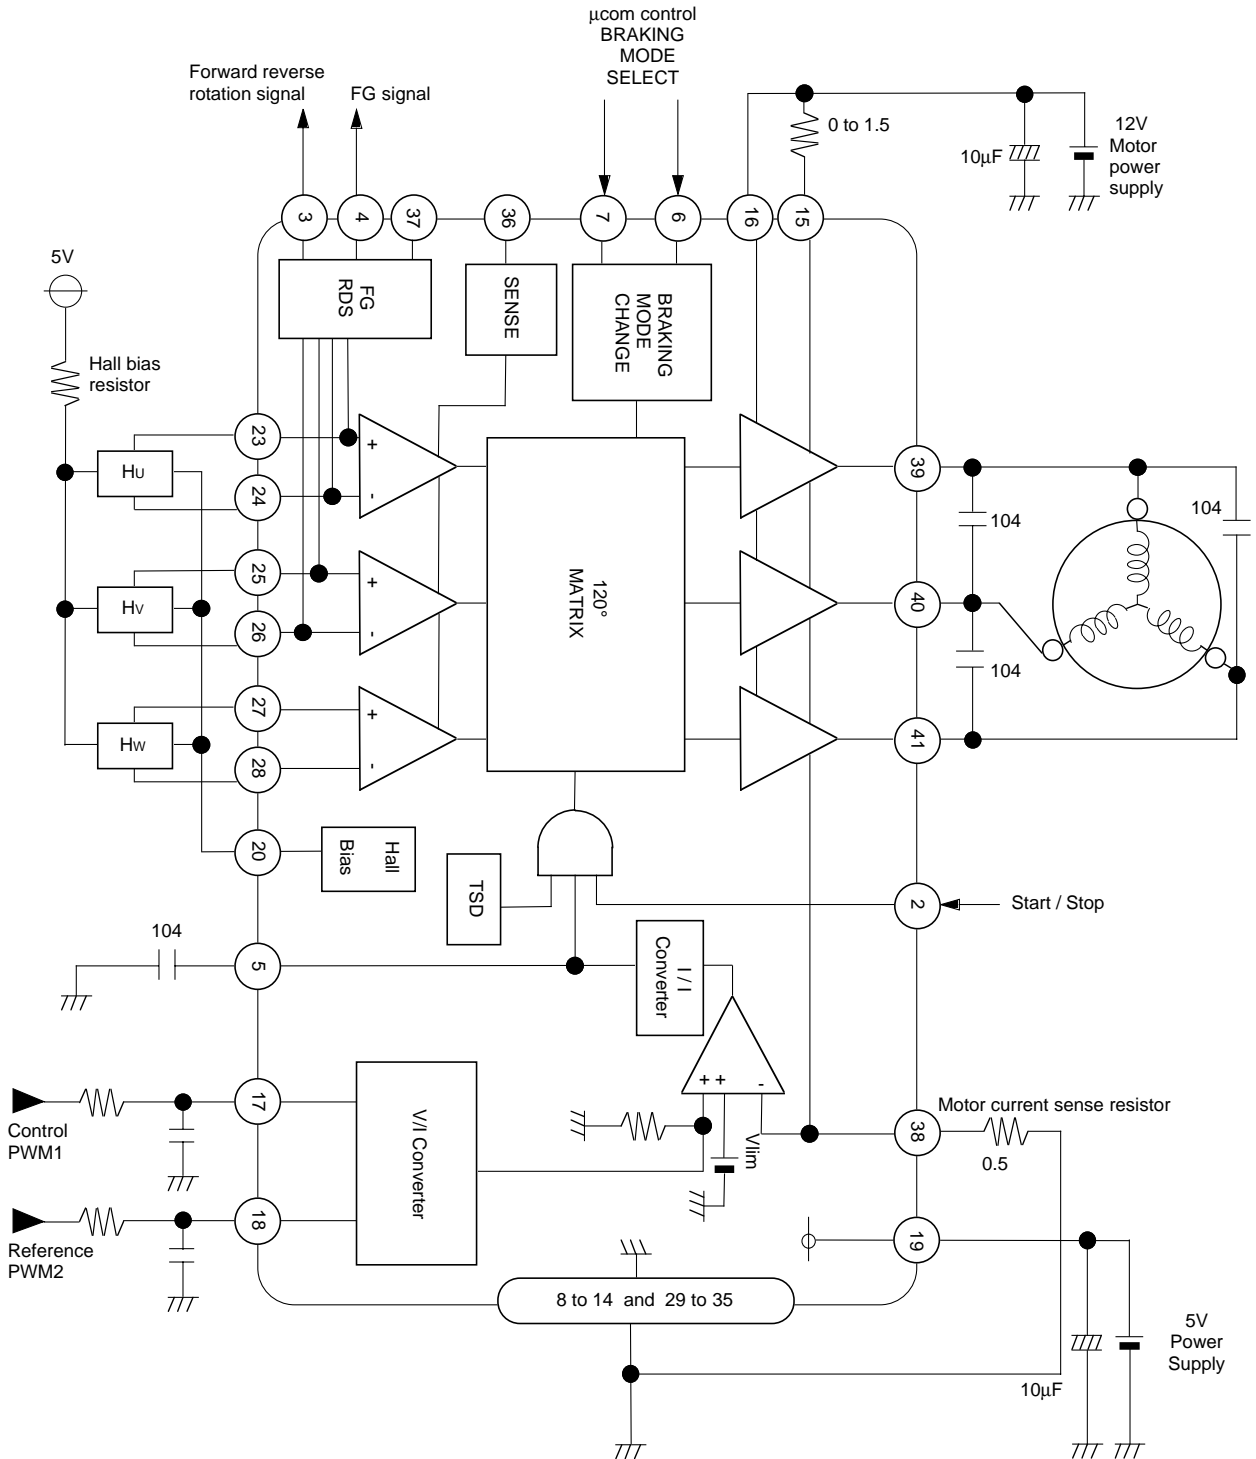 μcom control
BRAKING
MODE
SELECT
Forward reverse
rotation signal
FG signal
0 to 1.5
10μF
12V
Motor
power
supply
3
4
37
36
7
6
16
15
5V
FG
RDS
SENSE
BRAKING
MODE
CHANGE
Hall bias
resistor
23
+
HU
24
-
39
104
104
25
+
HV
26
-
120°
MATRIX
40
104
27
+
HW
28
-
41
20
Hall
Bias
TSD
2
Start / Stop
104
5
I / I
Converter
+ + -
17
Control
PWM1
V/I Converter
Vlim
38
Motor current sense resistor
0.5
18
Reference
PWM2
19
8 to 14 and 29 to 35
5V
Power
Supply
10μF